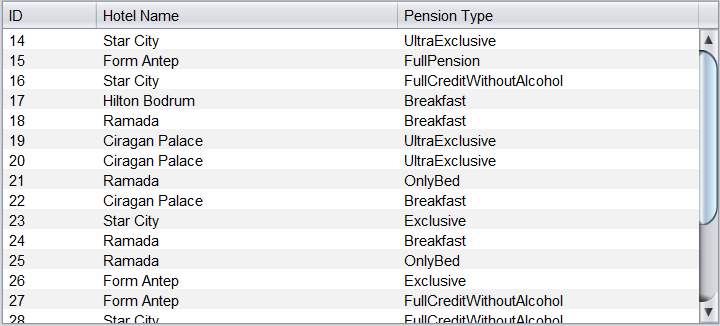 ID Hotel Name Pension Type
14 Star City UltraExclusive
15 Form Antep FullPension
16 Star City FullCreditWithoutAlcohol
17 Hilton Bodrum Breakfast
18 Ramada Breakfast
19 Ciragan Palace UltraExclusive
20 Ciragan Palace UltraExclusive
21 Ramada OnlyBed
22 Ciragan Palace Breakfast
23 Star City Exclusive
24 Ramada Breakfast
25 Ramada OnlyBed
26 Form Antep Exclusive
27 Form Antep FullCreditWithoutAlcohol
28 Star City FullCreditWithoutAlcohol